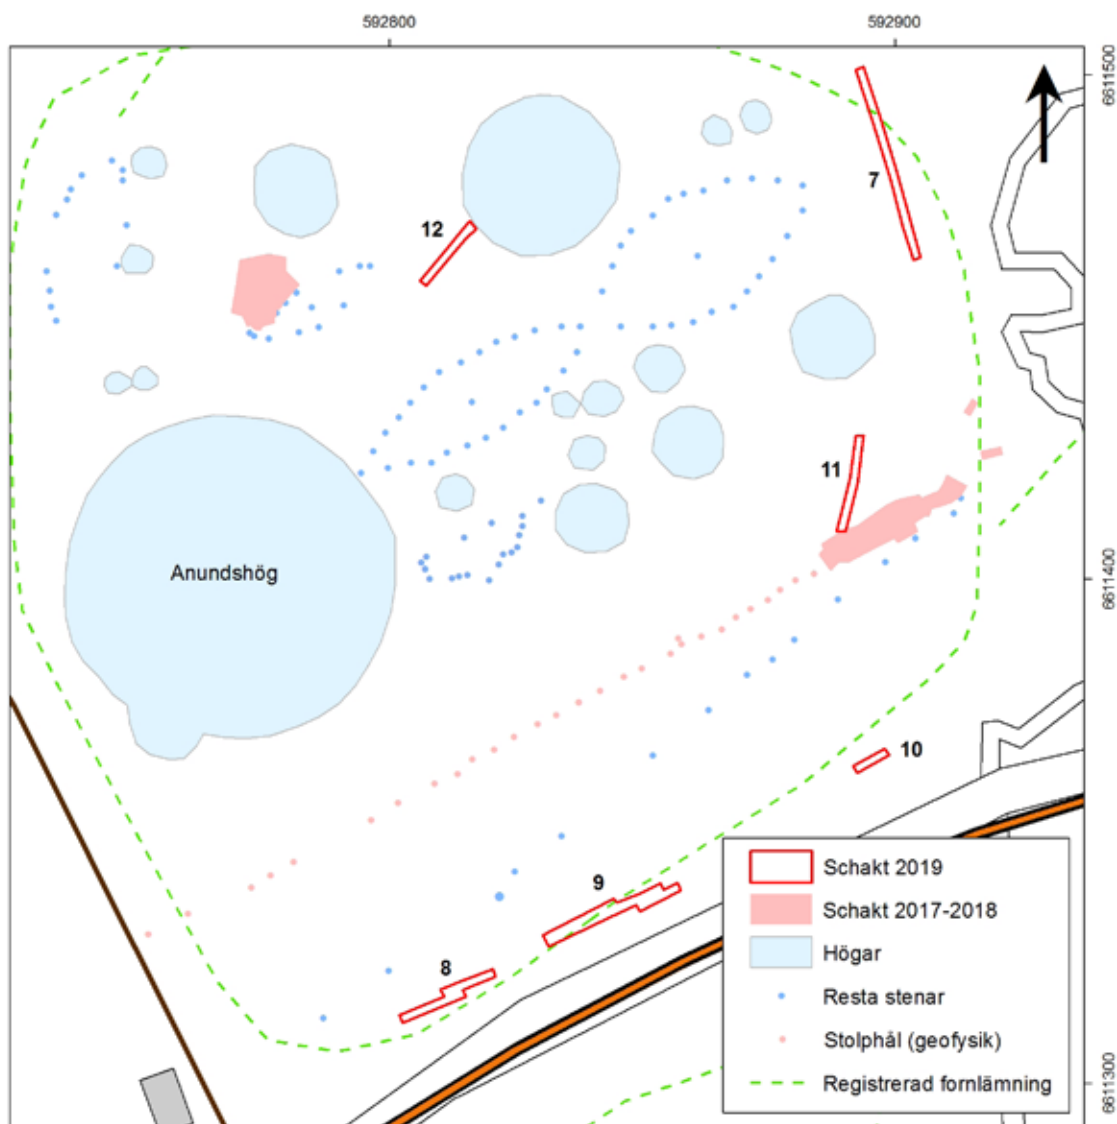 592800
592900
6611500
7
12
11
6611400
Anundshög
10
9
8
6611300
Schakt 2019
Schakt 2017-2018
Högar
Resta stenar
Stolphål (geofysik)
Registrerad fornlämning